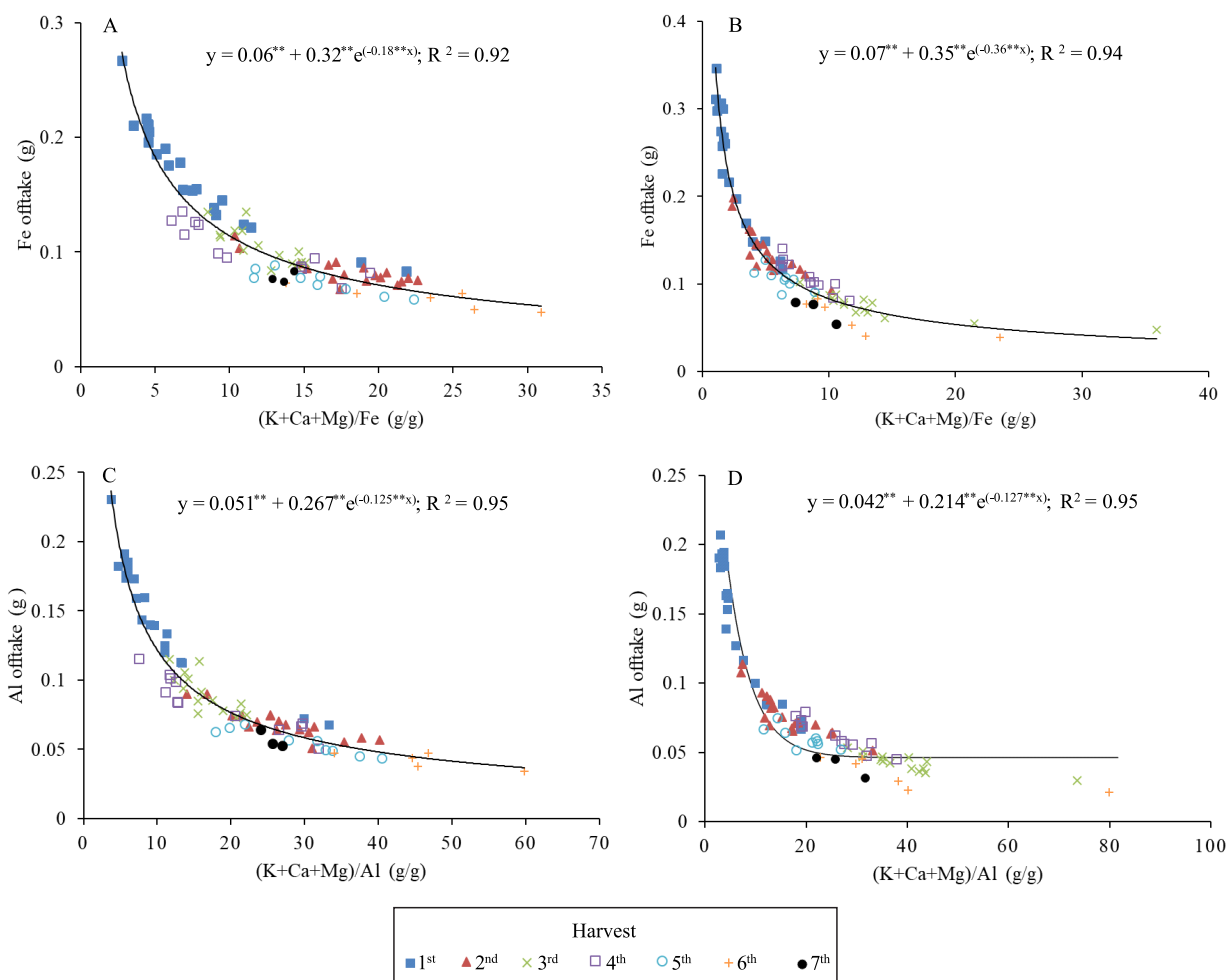 A
y = 0.06** + 0.32**e(-0.18**x); R 2 = 0.92
0.3
0.2
0.1
0
Fe offtake (g)
0 5 10 15 20 25 30 35
(K+Ca+Mg)/Fe (g/g)
B
y = 0.07** + 0.35**e(-0.36**x); R 2 = 0.94
0.4
0.3
0.2
0.1
0
Fe offtake (g)
0 10 20 30 40
(K+Ca+Mg)/Fe (g/g)
C
y = 0.051** + 0.267**e(-0.125**x); R 2 = 0.95
0.25
0.2
0.15
0.1
0.05
0
Al offtake (g )
0 10 20 30 40 50 60 70
(K+Ca+Mg)/Al (g/g)
D
y = 0.042** + 0.214**e(-0.127**x); R2 = 0.95
0.25
0.2
0.15
0.1
0.05
0
Al offtake (g)
0 20 40 60 80 100
(K+Ca+Mg)/Al (g/g)
Harvest
1st 2nd 3rd 4th 5th 6th 7th